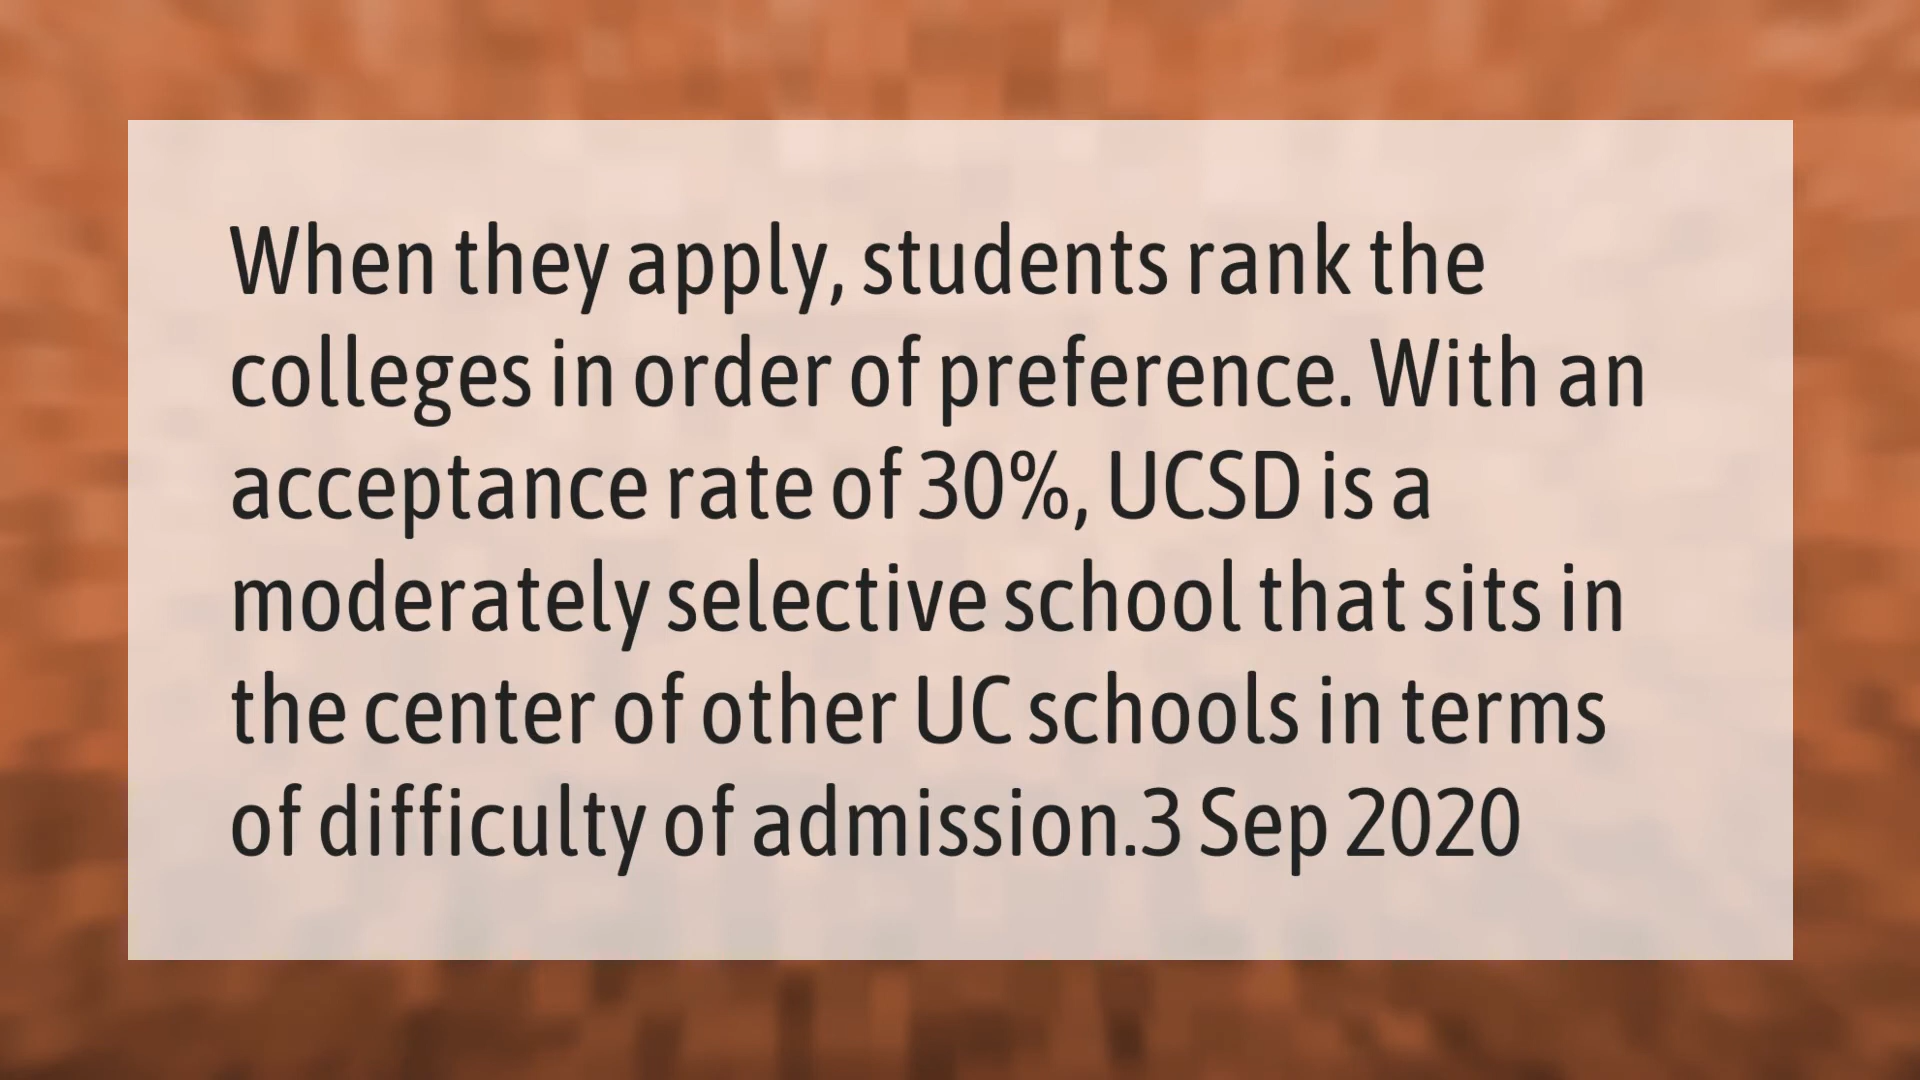 When they apply, students rank the
colleges in order of preference. With an
acceptance rate of 30%, UCSD is a
moderately selective school that sits in
the center of other UC schools in terms
of difficulty of admission.3 Sep 2020